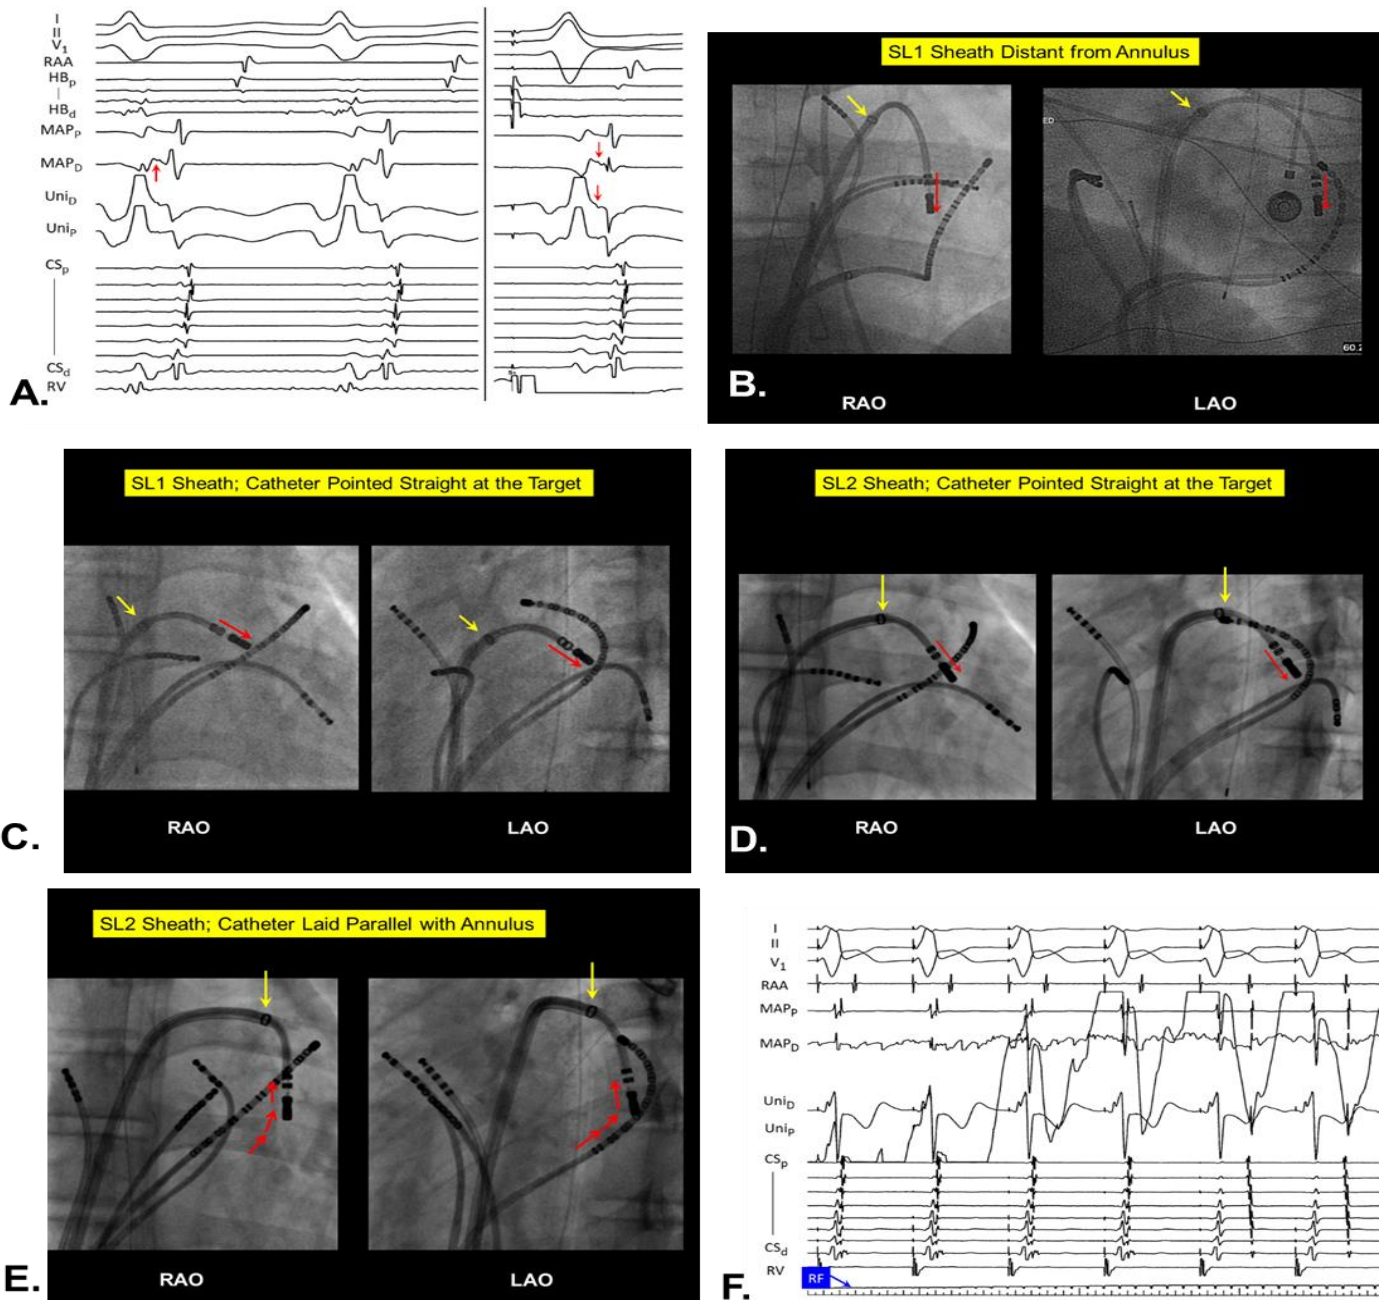 I
II
V1
RAA
HBp
HBd
MAPP
MAPD
UniD
UniP
CSp
CSd
RV
A.
SL1 Sheath Distant from Annulus
ED
60.
RAO
LAO
B.
SL1 Sheath; Catheter Pointed Straight at the Target
RAO
LAO
C.
SL2 Sheath; Catheter Pointed Straight at the Target
RAO
LAO
D.
SL2 Sheath; Catheter Laid Parallel with Annulus
RAO
LAO
E.
I
II
V1
RAA
MAPP
MAPD
UniD
UniP
CSp
CSd
RV
RF
F.